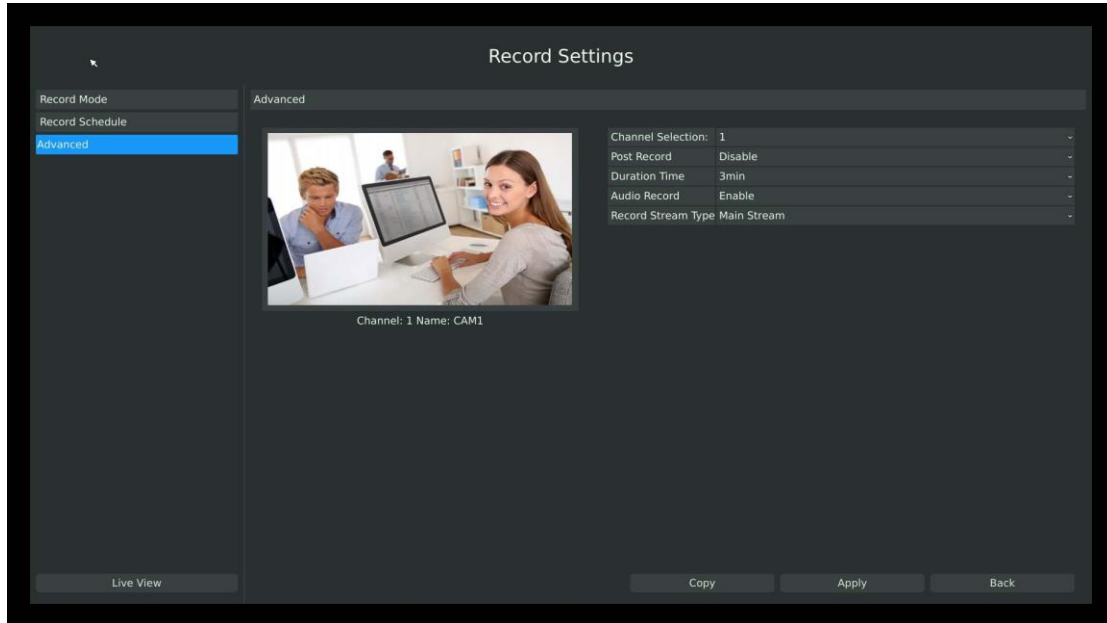 Record Settings
Record Mode
Record Schedule
Advanced
Advanced
Channel: 1 Name: CAM1
Channel Selection: 1
Post Record Disable
Duration Time 3min
Audio Record Enable
Record Stream Type Main Stream
Live View
Copy
Apply
Back